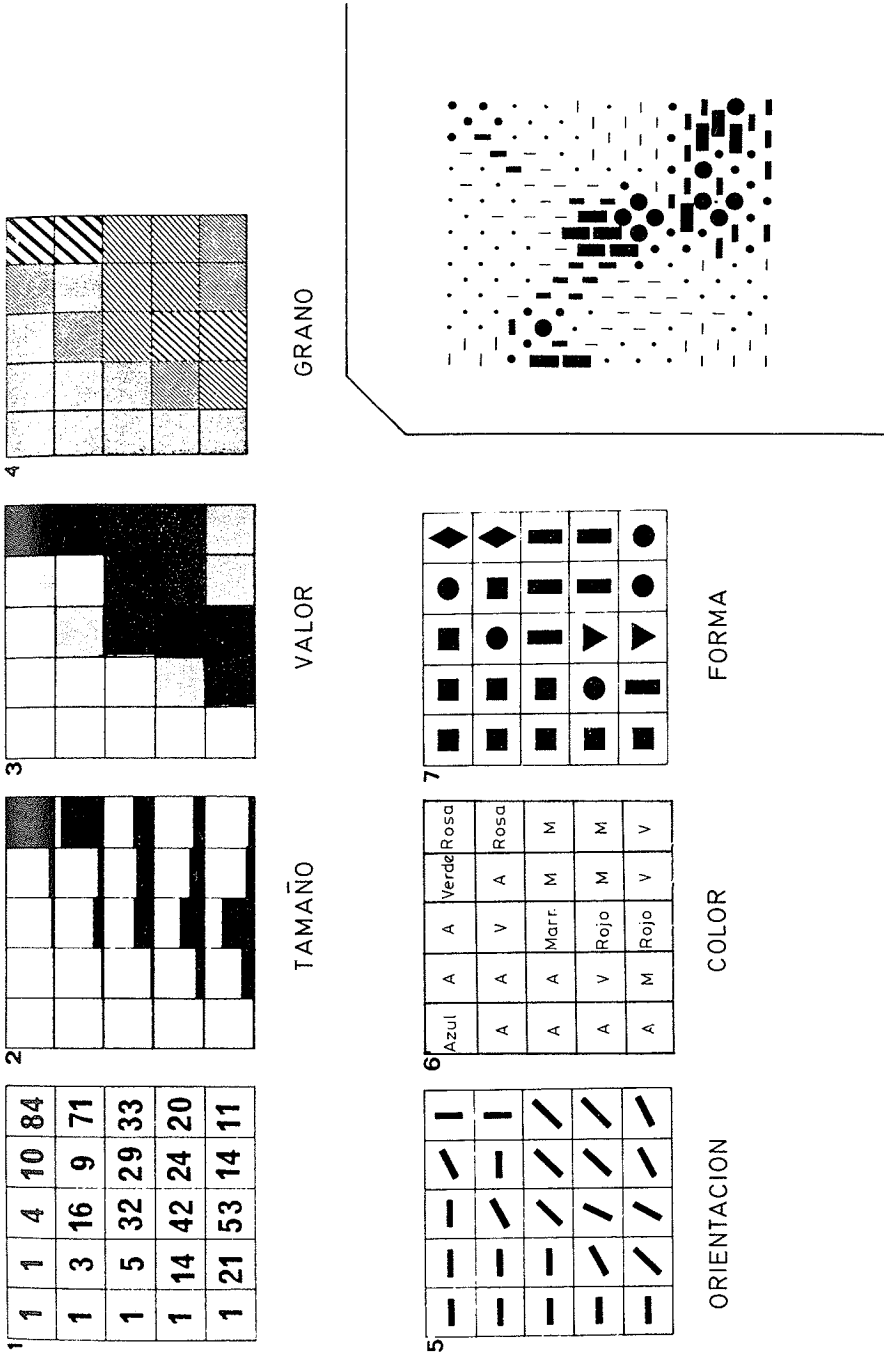 1
1 1 4 10 84
1 3 16 9 71
1 5 32 29 33
1 14 42 24 20
1 21 53 14 11
2
TAMAÑO
3
VALOR
4
GRANO
5
ORIENTACION
6
Azul A A Verde Rosa
A A V A Rosa
A A Marr. M M
A V Rojo M M
A M Rojo V V
COLOR
7
FORMA